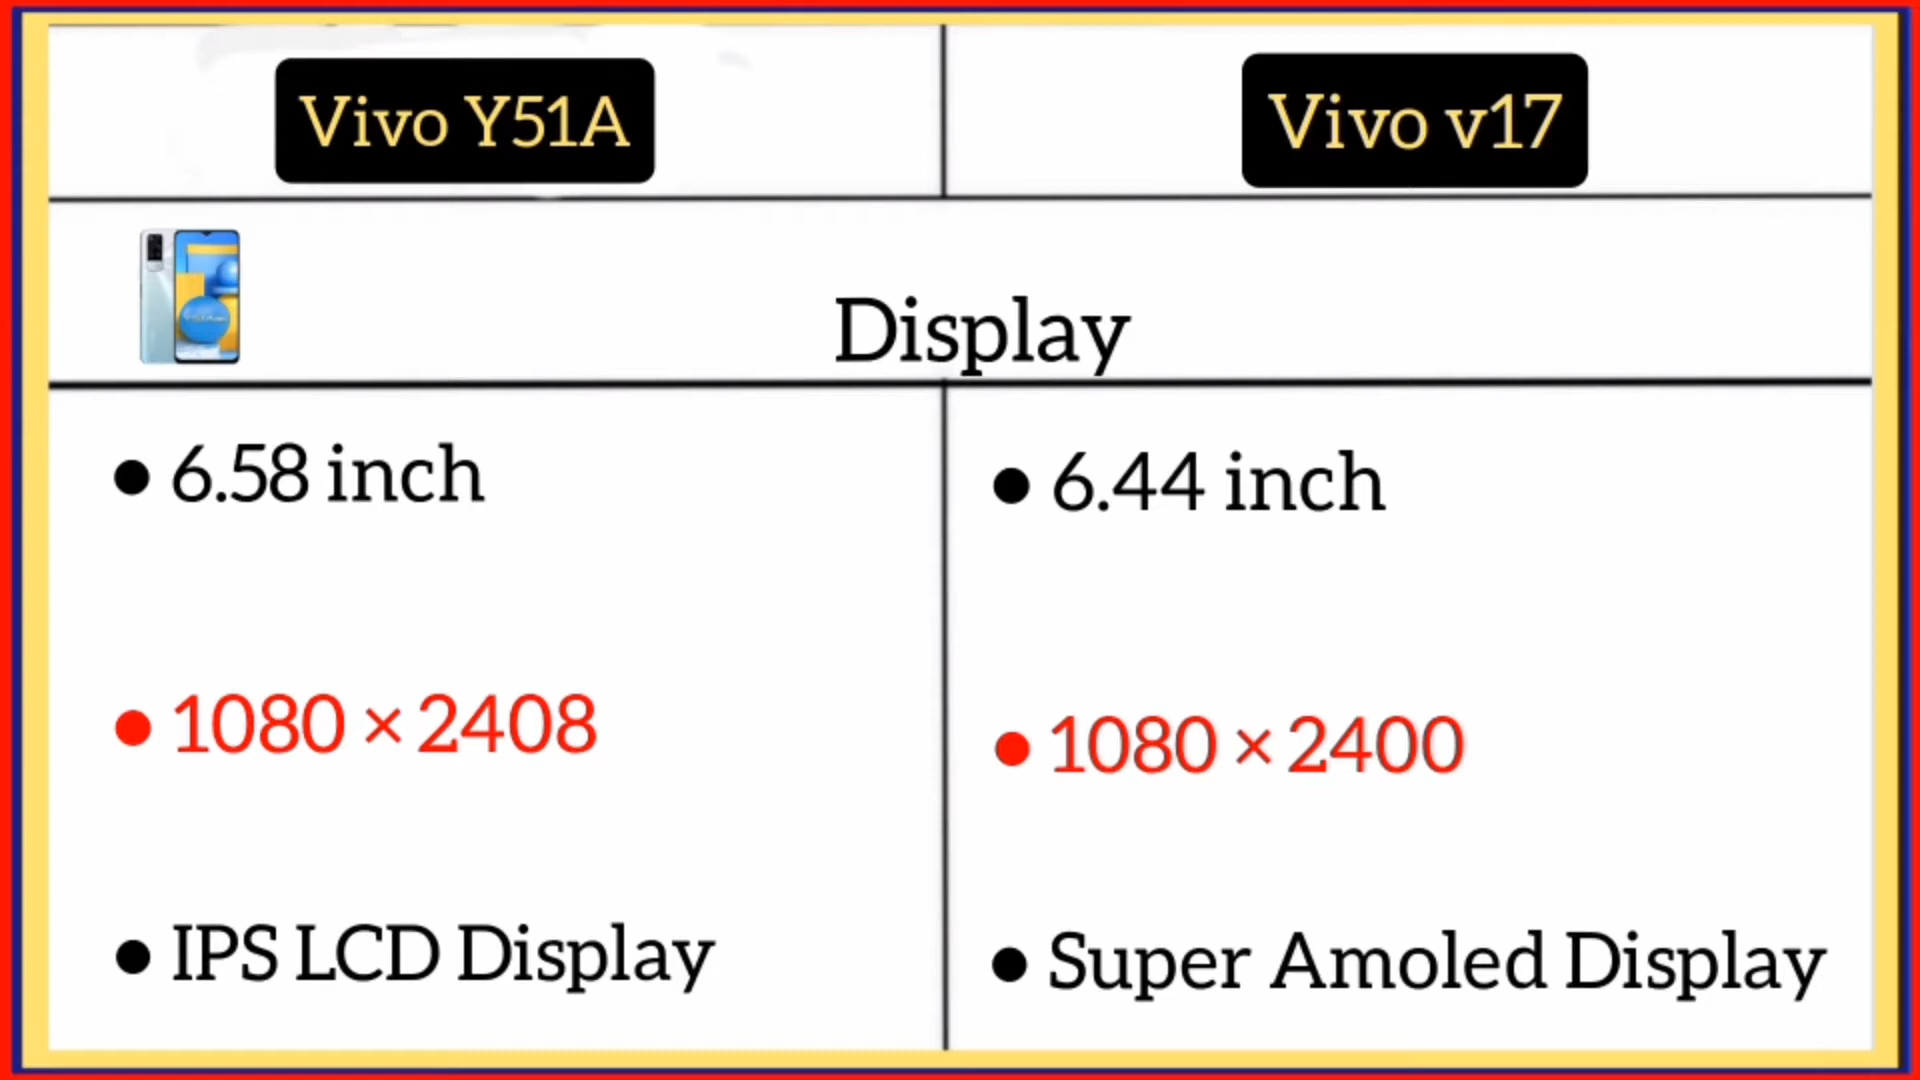 Vivo Y51A
Vivo v17
Display
● 6.58 inch
● 6.44 inch
● 1080 × 2408
● 1080 × 2400
● IPS LCD Display
● Super Amoled Display